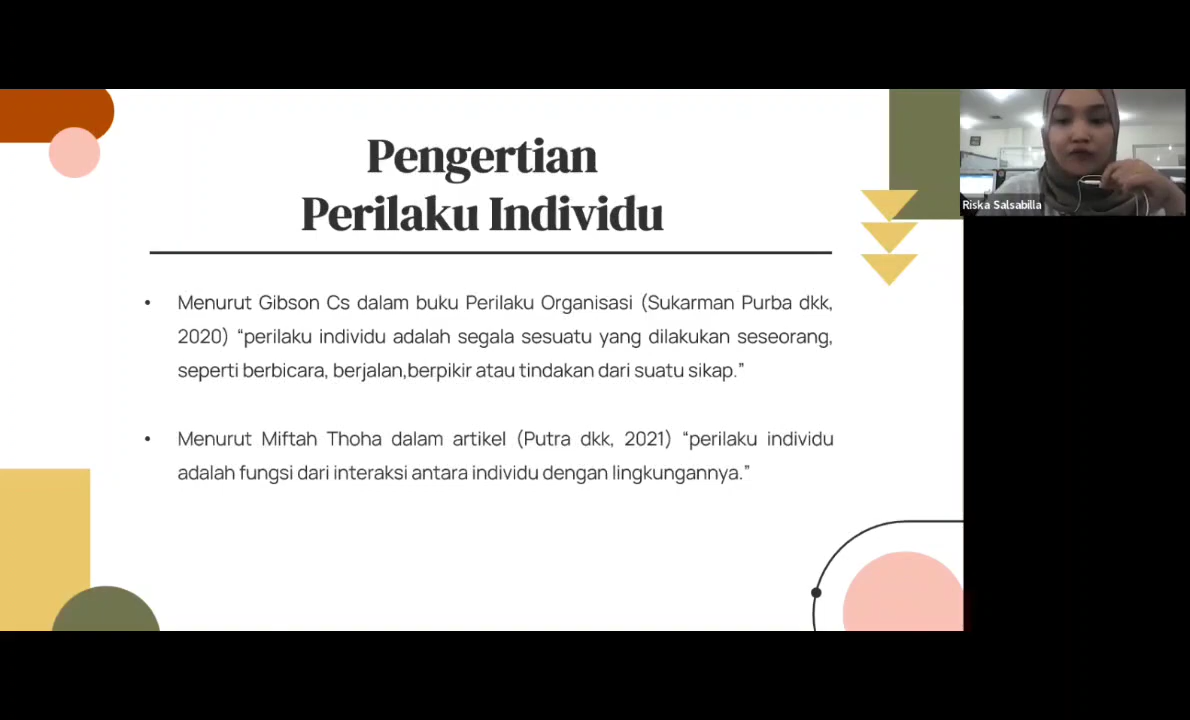 Pengertian
Perilaku Individu
• Menurut Gibson Cs dalam buku Perilaku Organisasi (Sukarman Purba dkk,
2020) “perilaku individu adalah segala sesuatu yang dilakukan seseorang,
seperti berbicara, berjalan,berpikir atau tindakan dari suatu sikap.”
• Menurut Miftah Thoha dalam artikel (Putra dkk, 2021) “perilaku individu
adalah fungsi dari interaksi antara individu dengan lingkungannya.”
Riska Salsabilla